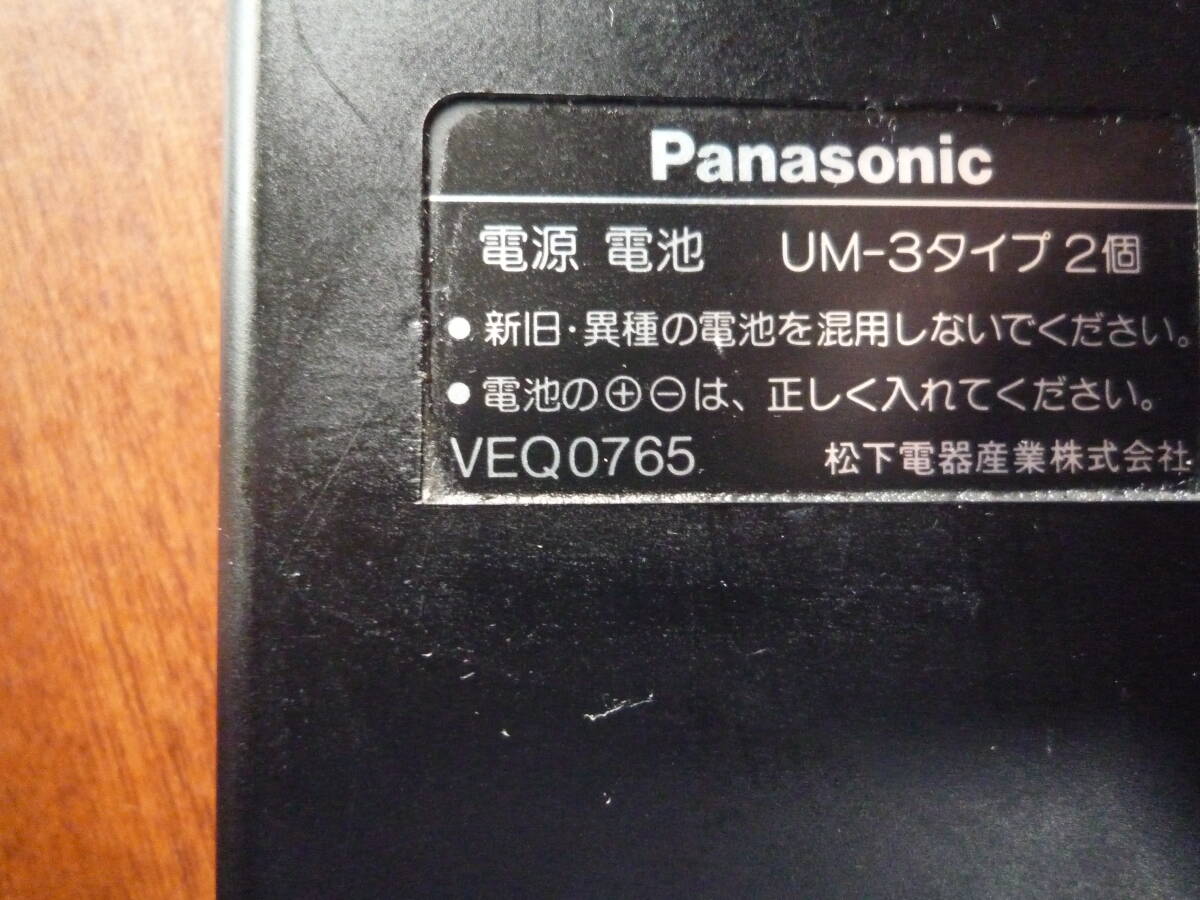 Panasonic
電源 電池 UM-3タイプ 2個
● 新旧・異種の電池を混用しないでください。
● 電池の⊕⊖は、正しく入れてください。
VEQ0765 松下電器産業株式会社